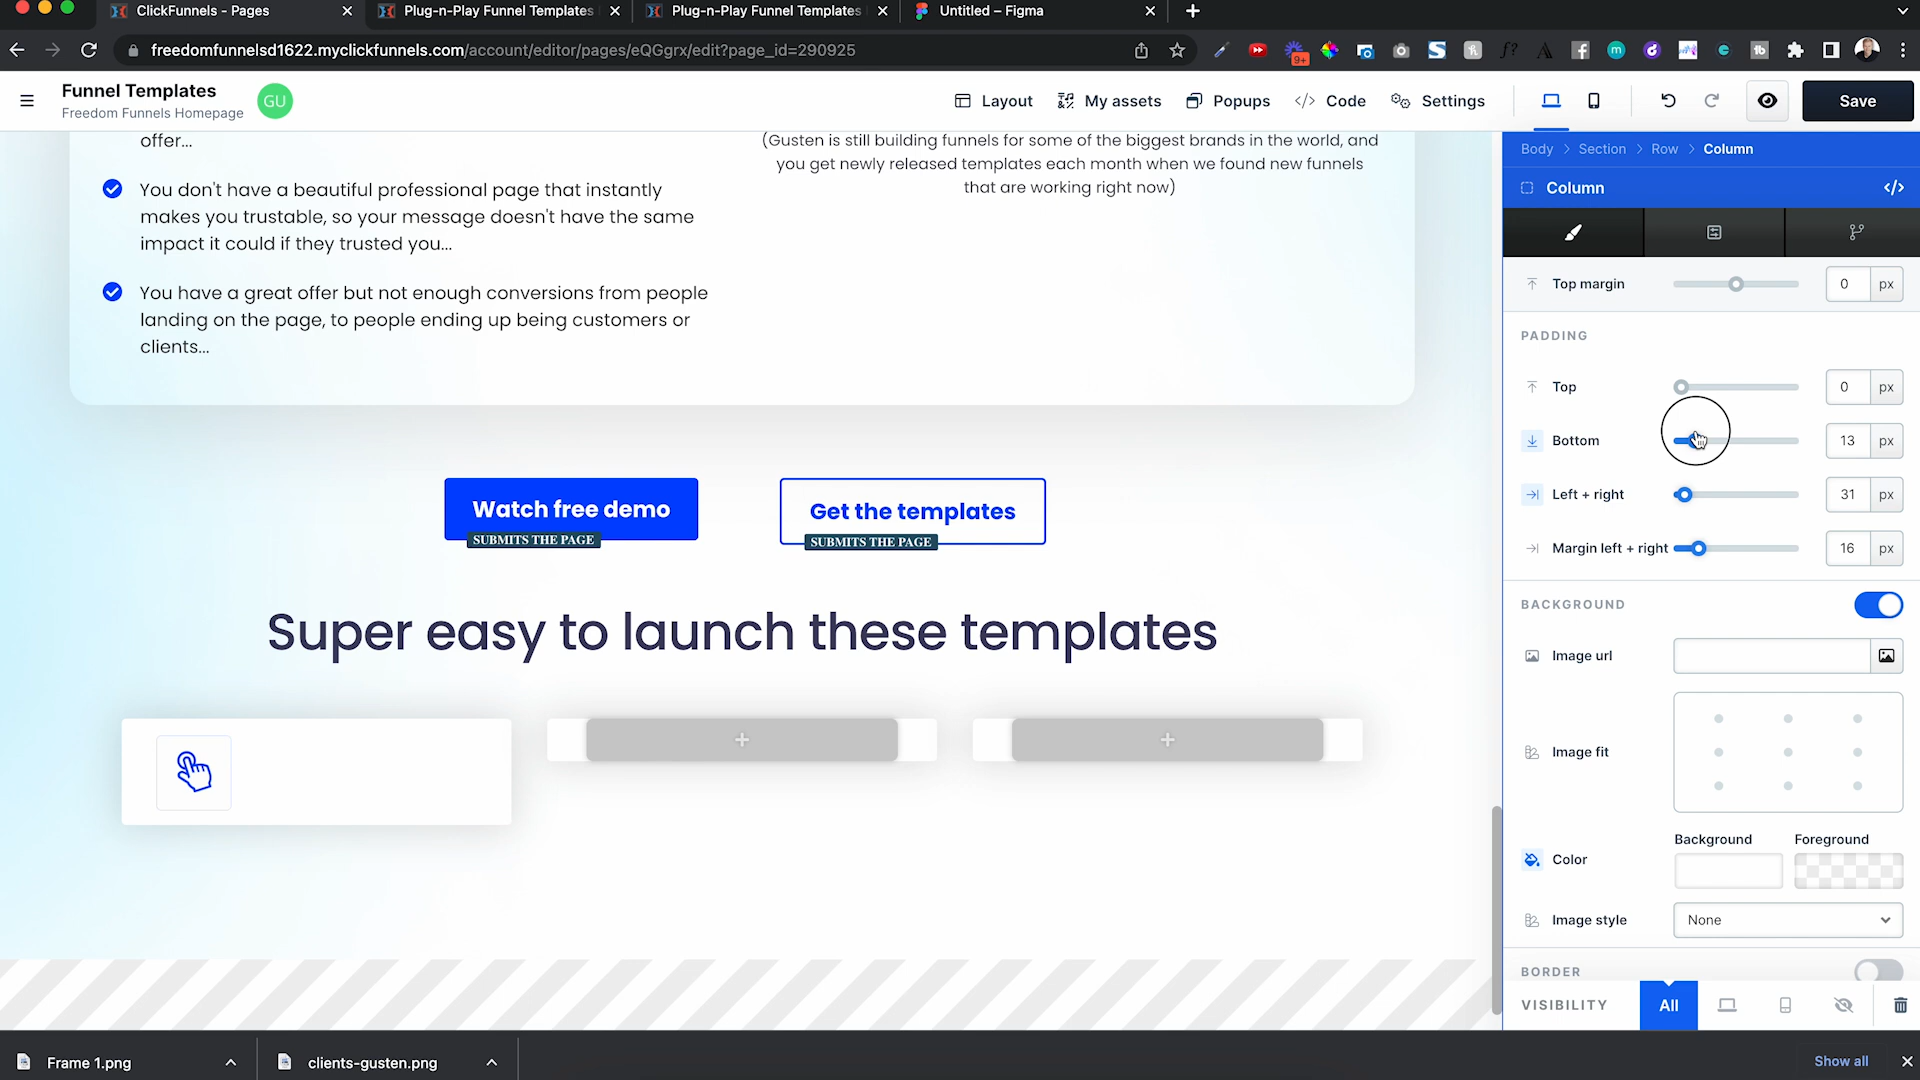 ClickFunnels - Pages
Plug-n-Play Funnel Templates
Plug-n-Play Funnel Templates
Untitled – Figma
freedomfunnelsd1622.myclickfunnels.com/account/editor/pages/eQGgrx/edit?page_id=290925
9+
Funnel Templates
Freedom Funnels Homepage
GU
Layout
My assets
Popups
Code
Settings
Save
offer...
You don't have a beautiful professional page that instantly
makes you trustable, so your message doesn't have the same
impact it could if they trusted you...
You have a great offer but not enough conversions from people
landing on the page, to people ending up being customers or
clients...
(Gusten is still building funnels for some of the biggest brands in the world, and
you get newly released templates each month when we found new funnels
that are working right now)
Watch free demo
SUBMITS THE PAGE
Get the templates
SUBMITS THE PAGE
Super easy to launch these templates
Body > Section > Row > Column
Column
Top margin
0 px
PADDING
Top
0 px
Bottom
13 px
Left + right
31 px
Margin left + right
16 px
BACKGROUND
Image url
Image fit
Background
Foreground
Color
Image style
None
BORDER
VISIBILITY
All
Frame 1.png
clients-gusten.png
Show all